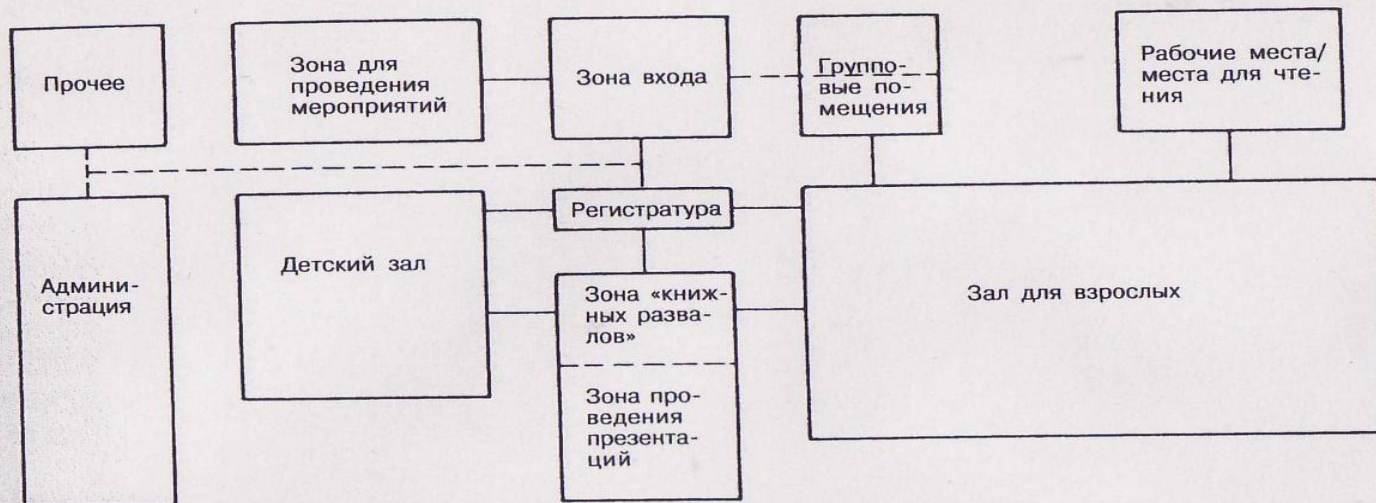 Прочее
Зона для
проведения
мероприятий
Зона входа
Группо-
вые по-
мещения
Рабочие места/
места для чте-
ния
Регистратура
Админи-
страция
Детский зал
Зона «книж-
ных разва-
лов»
Зона про-
ведения
презента-
ций
Зал для взрослых